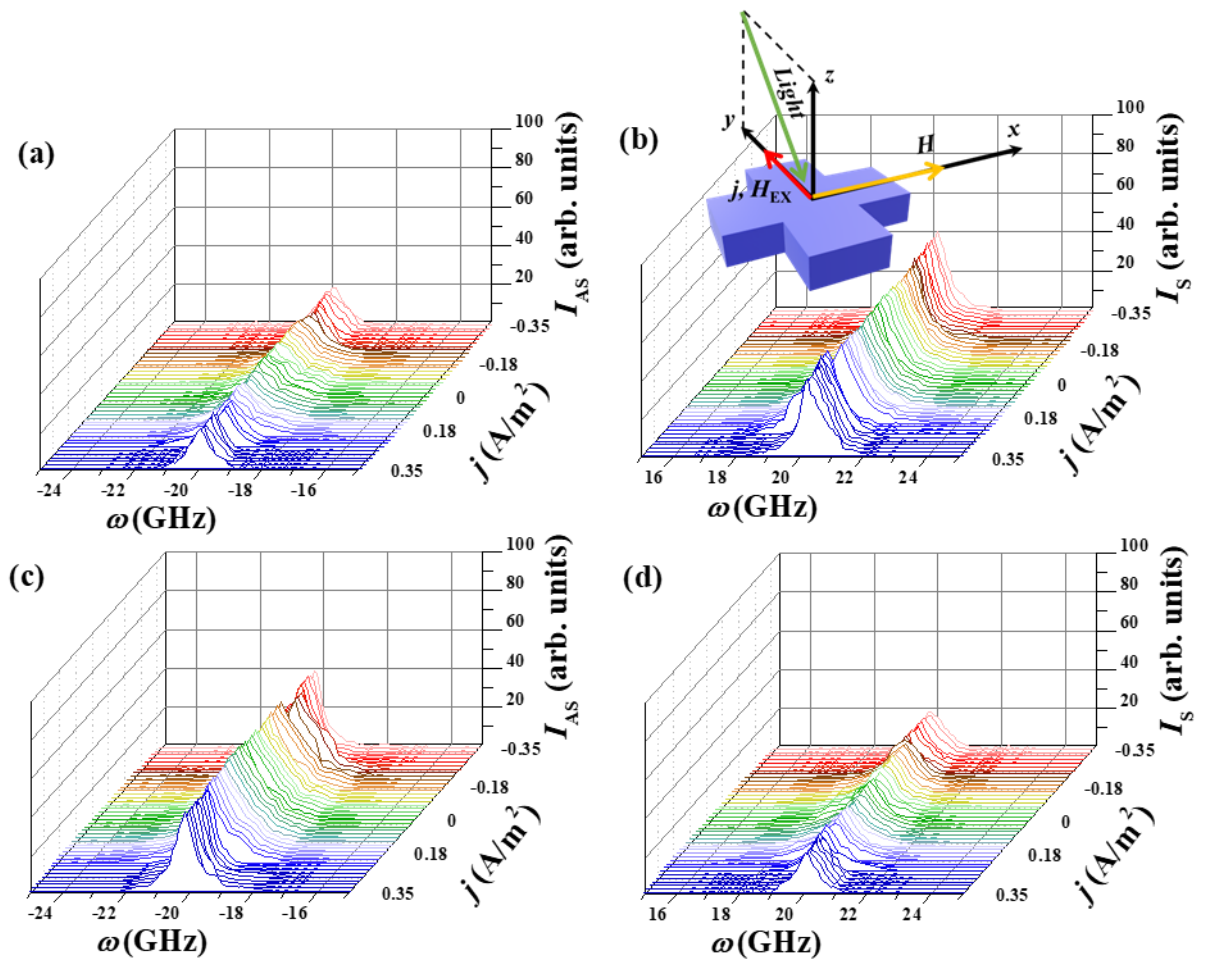 (a)
100
80
60
40
20
I_AS (arb. units)
-0.35
-0.18
0
0.18
0.35
j (A/m²)
-24 -22 -20 -18 -16
ω (GHz)
(b)
Light
z
y
x
H
j, H_EX
100
80
60
40
20
I_S (arb. units)
-0.35
-0.18
0
0.18
0.35
j (A/m²)
16 18 20 22 24
ω (GHz)
(c)
100
80
60
40
20
I_AS (arb. units)
-0.35
-0.18
0
0.18
0.35
j (A/m²)
-24 -22 -20 -18 -16
ω (GHz)
(d)
100
80
60
40
20
I_S (arb. units)
-0.35
-0.18
0
0.18
0.35
j (A/m²)
16 18 20 22 24
ω (GHz)